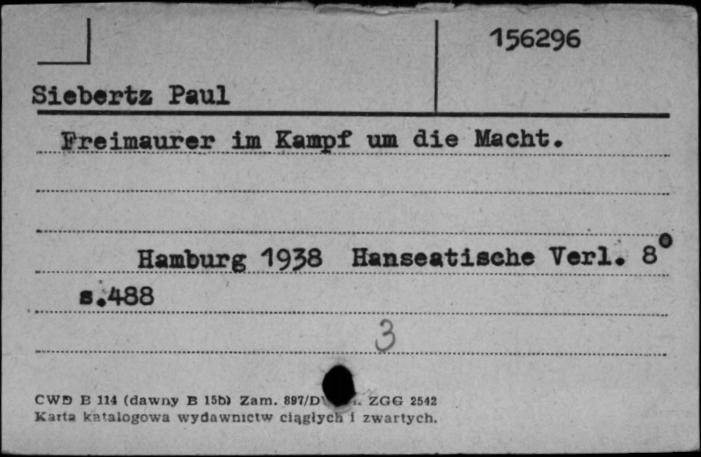 156296
Siebertz Paul
Freimaurer im Kampf um die Macht.
Hamburg 1938 Hanseatische Verl. 8°
s.488
3
CWD B 114 (dawny B 15b) Zam. 897/D ZGG 2542
Karta katalogowa wydawnictw ciągłych i zwartych.